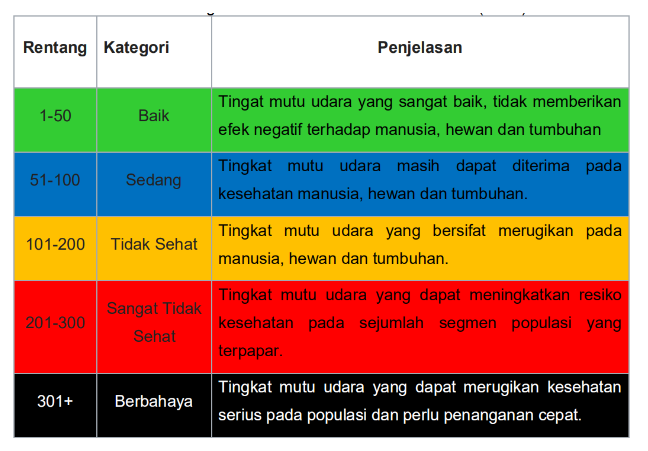 Rentang Kategori Penjelasan
1-50 Baik Tingat mutu udara yang sangat baik, tidak memberikan
efek negatif terhadap manusia, hewan dan tumbuhan
51-100 Sedang Tingkat mutu udara masih dapat diterima pada
kesehatan manusia, hewan dan tumbuhan.
101-200 Tidak Sehat Tingkat mutu udara yang bersifat merugikan pada
manusia, hewan dan tumbuhan.
201-300 Sangat Tidak
Sehat
Tingkat mutu udara yang dapat meningkatkan resiko
kesehatan pada sejumlah segmen populasi yang
terpapar.
301+ Berbahaya Tingkat mutu udara yang dapat merugikan kesehatan
serius pada populasi dan perlu penanganan cepat.